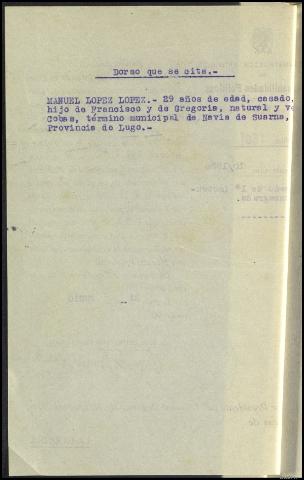 Dorso que se cita.-
MANUEL LOPEZ LOPEZ.- 29 años de edad, casado,
hijo de Francisco y de Gregoria, natural y ve
Cobas, término municipal de Navia de Suarna,
Provincia de Lugo.-